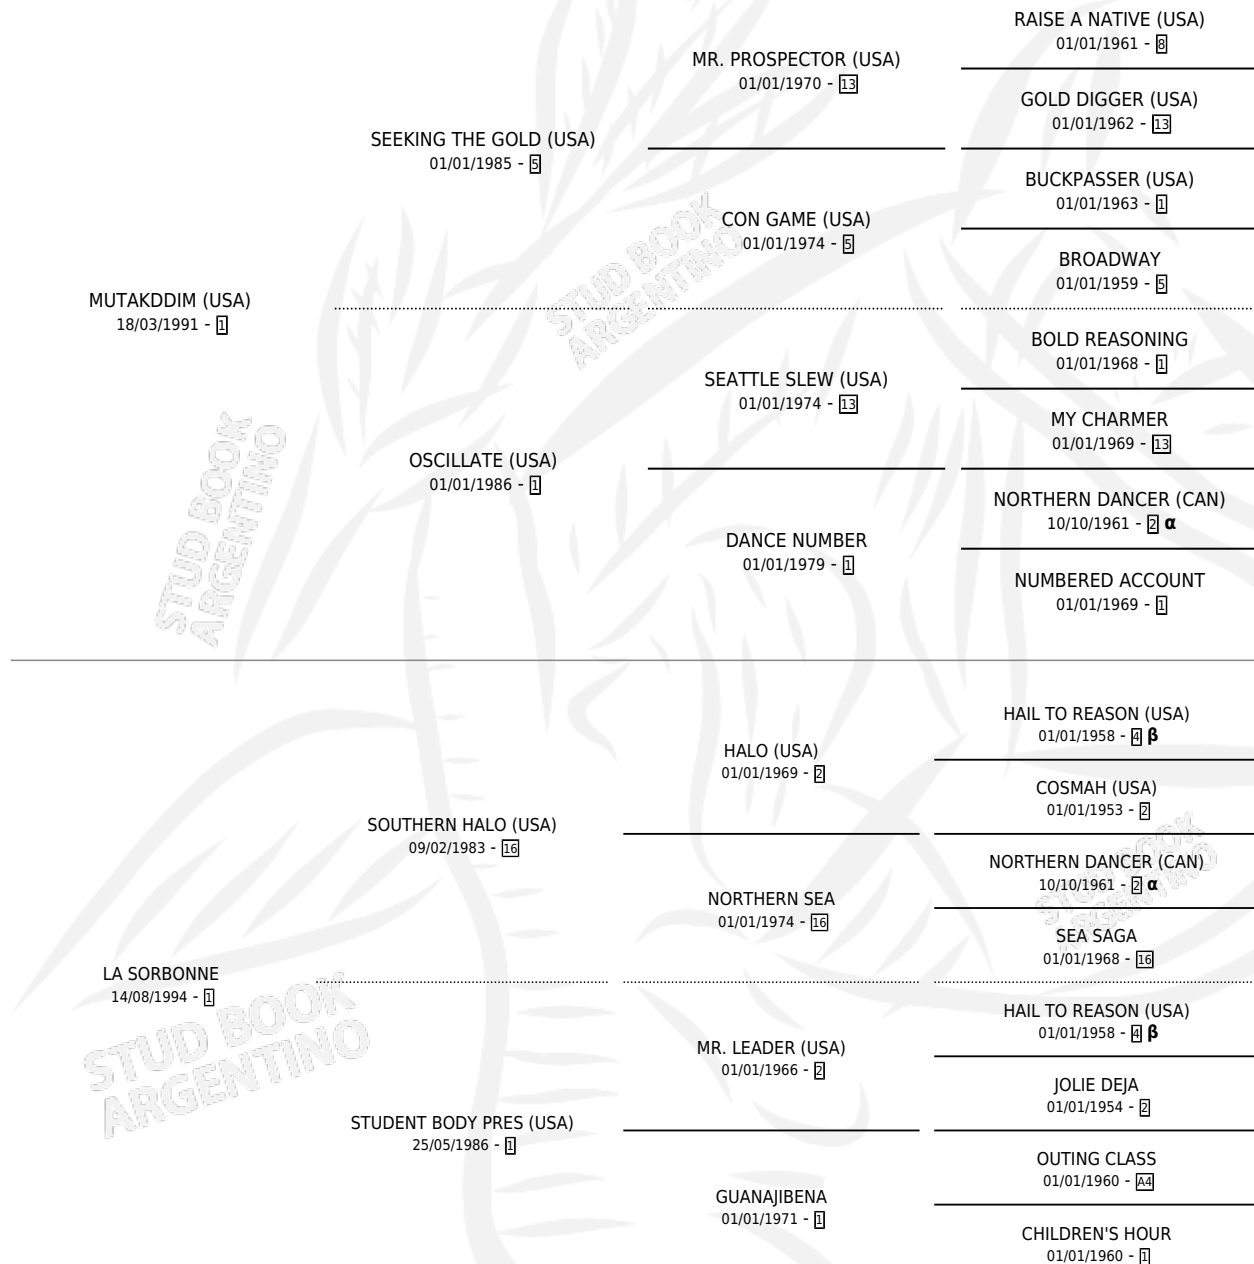 RAISE A NATIVE (USA)
01/01/1961 - 8
MR. PROSPECTOR (USA)
01/01/1970 - 13
GOLD DIGGER (USA)
01/01/1962 - 13
SEEKING THE GOLD (USA)
01/01/1985 - 5
BUCKPASSER (USA)
01/01/1963 - 1
CON GAME (USA)
01/01/1974 - 5
BROADWAY
01/01/1959 - 5
MUTAKDDIM (USA)
18/03/1991 - 1
BOLD REASONING
01/01/1968 - 1
SEATTLE SLEW (USA)
01/01/1974 - 13
MY CHARMER
01/01/1969 - 13
OSCILLATE (USA)
01/01/1986 - 1
NORTHERN DANCER (CAN)
10/10/1961 - 2 α
DANCE NUMBER
01/01/1979 - 1
NUMBERED ACCOUNT
01/01/1969 - 1
HAIL TO REASON (USA)
01/01/1958 - 4 β
HALO (USA)
01/01/1969 - 2
COSMAH (USA)
01/01/1953 - 2
SOUTHERN HALO (USA)
09/02/1983 - 16
NORTHERN DANCER (CAN)
10/10/1961 - 2 α
NORTHERN SEA
01/01/1974 - 16
SEA SAGA
01/01/1968 - 16
LA SORBONNE
14/08/1994 - 1
HAIL TO REASON (USA)
01/01/1958 - 4 β
MR. LEADER (USA)
01/01/1966 - 2
JOLIE DEJA
01/01/1954 - 2
STUDENT BODY PRES (USA)
25/05/1986 - 1
OUTING CLASS
01/01/1960 - A4
GUANAJIBENA
01/01/1971 - 1
CHILDREN'S HOUR
01/01/1960 - 1
STUD BOOK
ARGENTINO
STUD BOOK
ARGENTINO
STUD BOOK
ARGENTINO
STUD BOOK
ARGENTINO